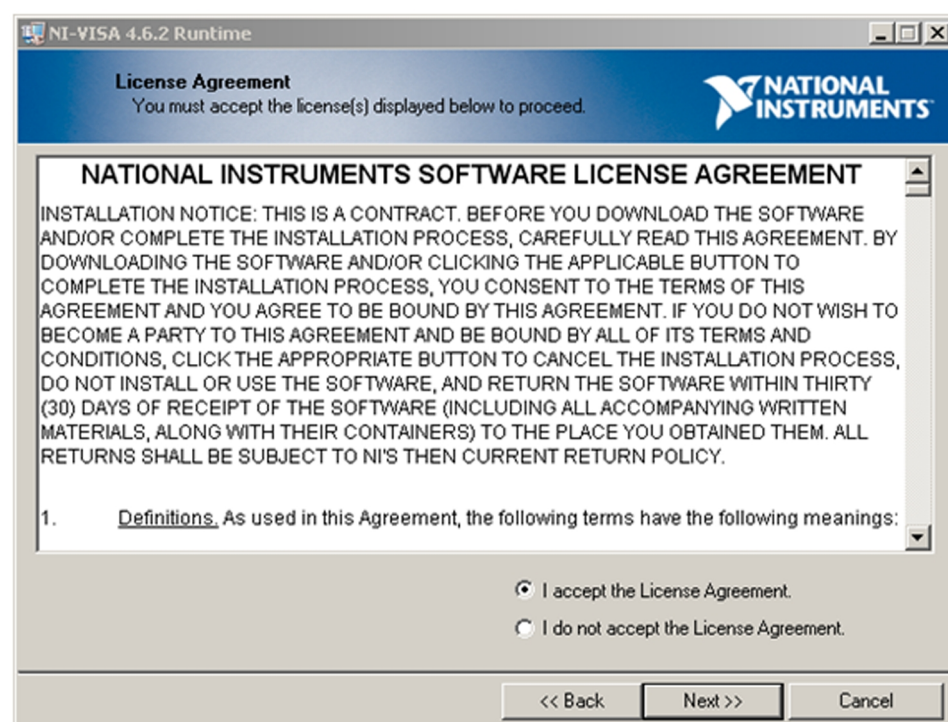 NI-VISA 4.6.2 Runtime
License Agreement
You must accept the license(s) displayed below to proceed.
NATIONAL
INSTRUMENTS
NATIONAL INSTRUMENTS SOFTWARE LICENSE AGREEMENT
INSTALLATION NOTICE: THIS IS A CONTRACT. BEFORE YOU DOWNLOAD THE SOFTWARE
AND/OR COMPLETE THE INSTALLATION PROCESS, CAREFULLY READ THIS AGREEMENT. BY
DOWNLOADING THE SOFTWARE AND/OR CLICKING THE APPLICABLE BUTTON TO
COMPLETE THE INSTALLATION PROCESS, YOU CONSENT TO THE TERMS OF THIS
AGREEMENT AND YOU AGREE TO BE BOUND BY THIS AGREEMENT. IF YOU DO NOT WISH TO
BECOME A PARTY TO THIS AGREEMENT AND BE BOUND BY ALL OF ITS TERMS AND
CONDITIONS, CLICK THE APPROPRIATE BUTTON TO CANCEL THE INSTALLATION PROCESS,
DO NOT INSTALL OR USE THE SOFTWARE, AND RETURN THE SOFTWARE WITHIN THIRTY
(30) DAYS OF RECEIPT OF THE SOFTWARE (INCLUDING ALL ACCOMPANYING WRITTEN
MATERIALS, ALONG WITH THEIR CONTAINERS) TO THE PLACE YOU OBTAINED THEM. ALL
RETURNS SHALL BE SUBJECT TO NI'S THEN CURRENT RETURN POLICY.
1. Definitions. As used in this Agreement, the following terms have the following meanings:
I accept the License Agreement.
I do not accept the License Agreement.
<< Back Next >> Cancel